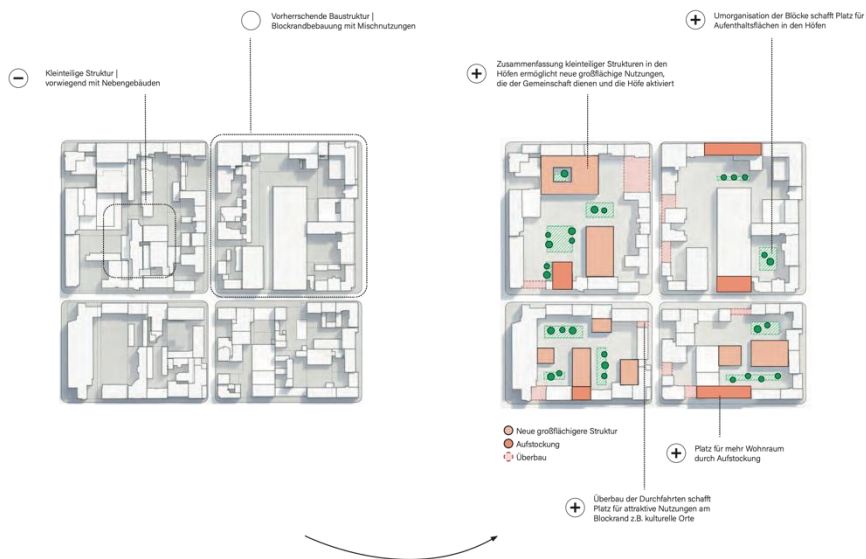 Vorherrschende Baustruktur |
Blockrandbebauung mit Mischnutzungen
Kleinteilige Struktur |
vorwiegend mit Nebengebäuden
Umorganisation der Blöcke schafft Platz für
Aufenthaltsflächen in den Höfen
Zusammenfassung kleinteiliger Strukturen in den
Höfen ermöglicht neue großflächige Nutzungen,
die der Gemeinschaft dienen und die Höfe aktiviert
Neue großflächigere Struktur
Aufstockung
Überbau
Platz für mehr Wohnraum
durch Aufstockung
Überbau der Durchfahrten schafft
Platz für attraktive Nutzungen am
Blockrand z.B. kulturelle Orte